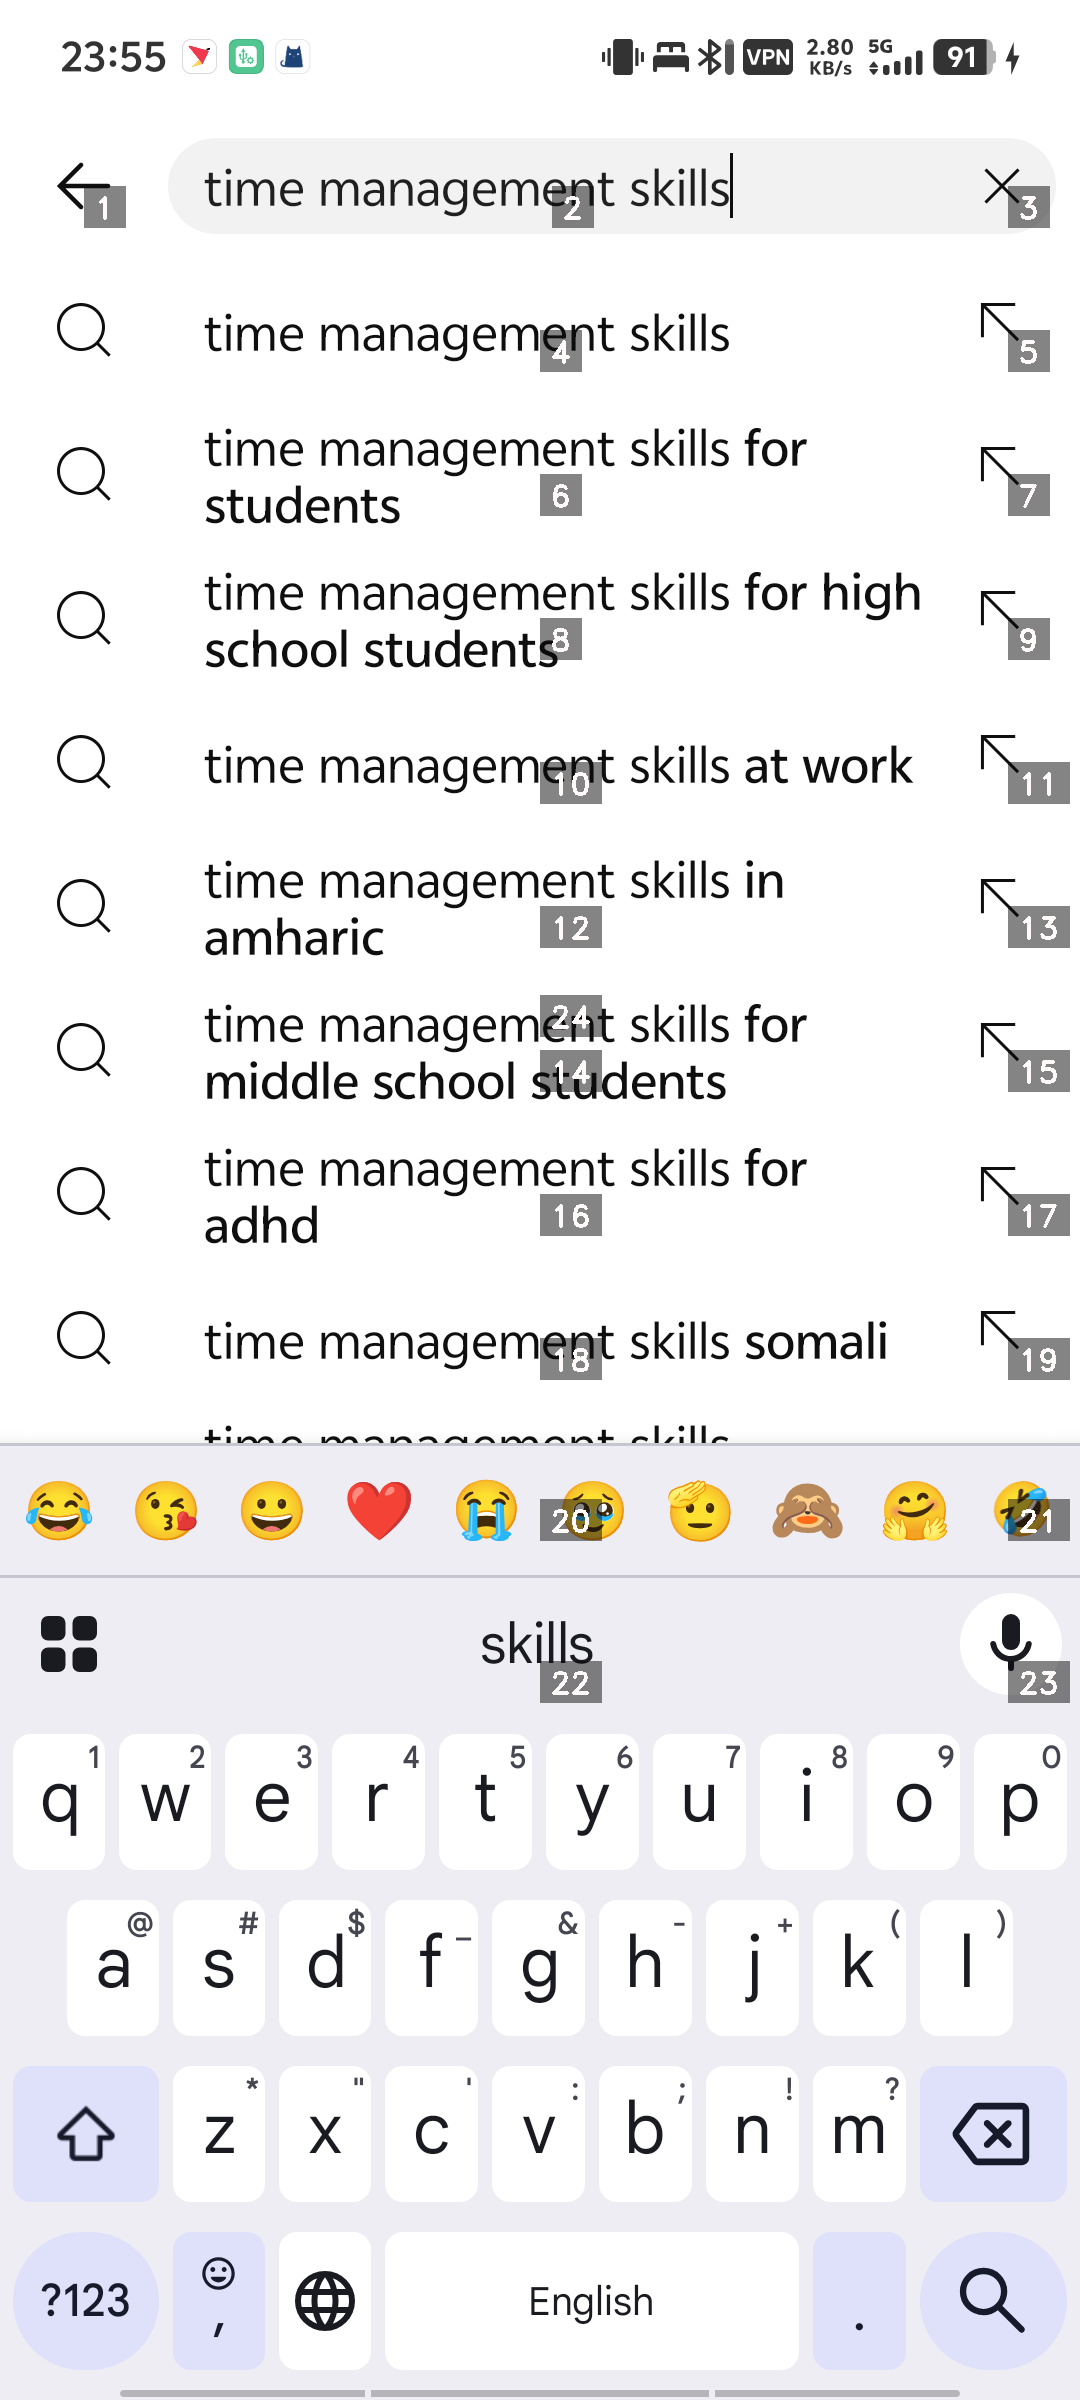 23:55
VPN
2.80
KB/s
5G
91
time management skills
1
2
3
time management skills
4
5
time management skills for
students
6
7
time management skills for high
school students
8
9
time management skills at work
10
11
time management skills in
amharic
12
13
time management skills for
24
middle school students
14
15
time management skills for
adhd
16
17
time management skills somali
18
19
time management skills
20
21
skills
22
23
1 2 3 4 5 6 7 8 9 0
q w e r t y u i o p
@ # $ _ & - + ( )
a s d f g h j k l
* " ' : ; ! ?
z x c v b n m
?123 , English .